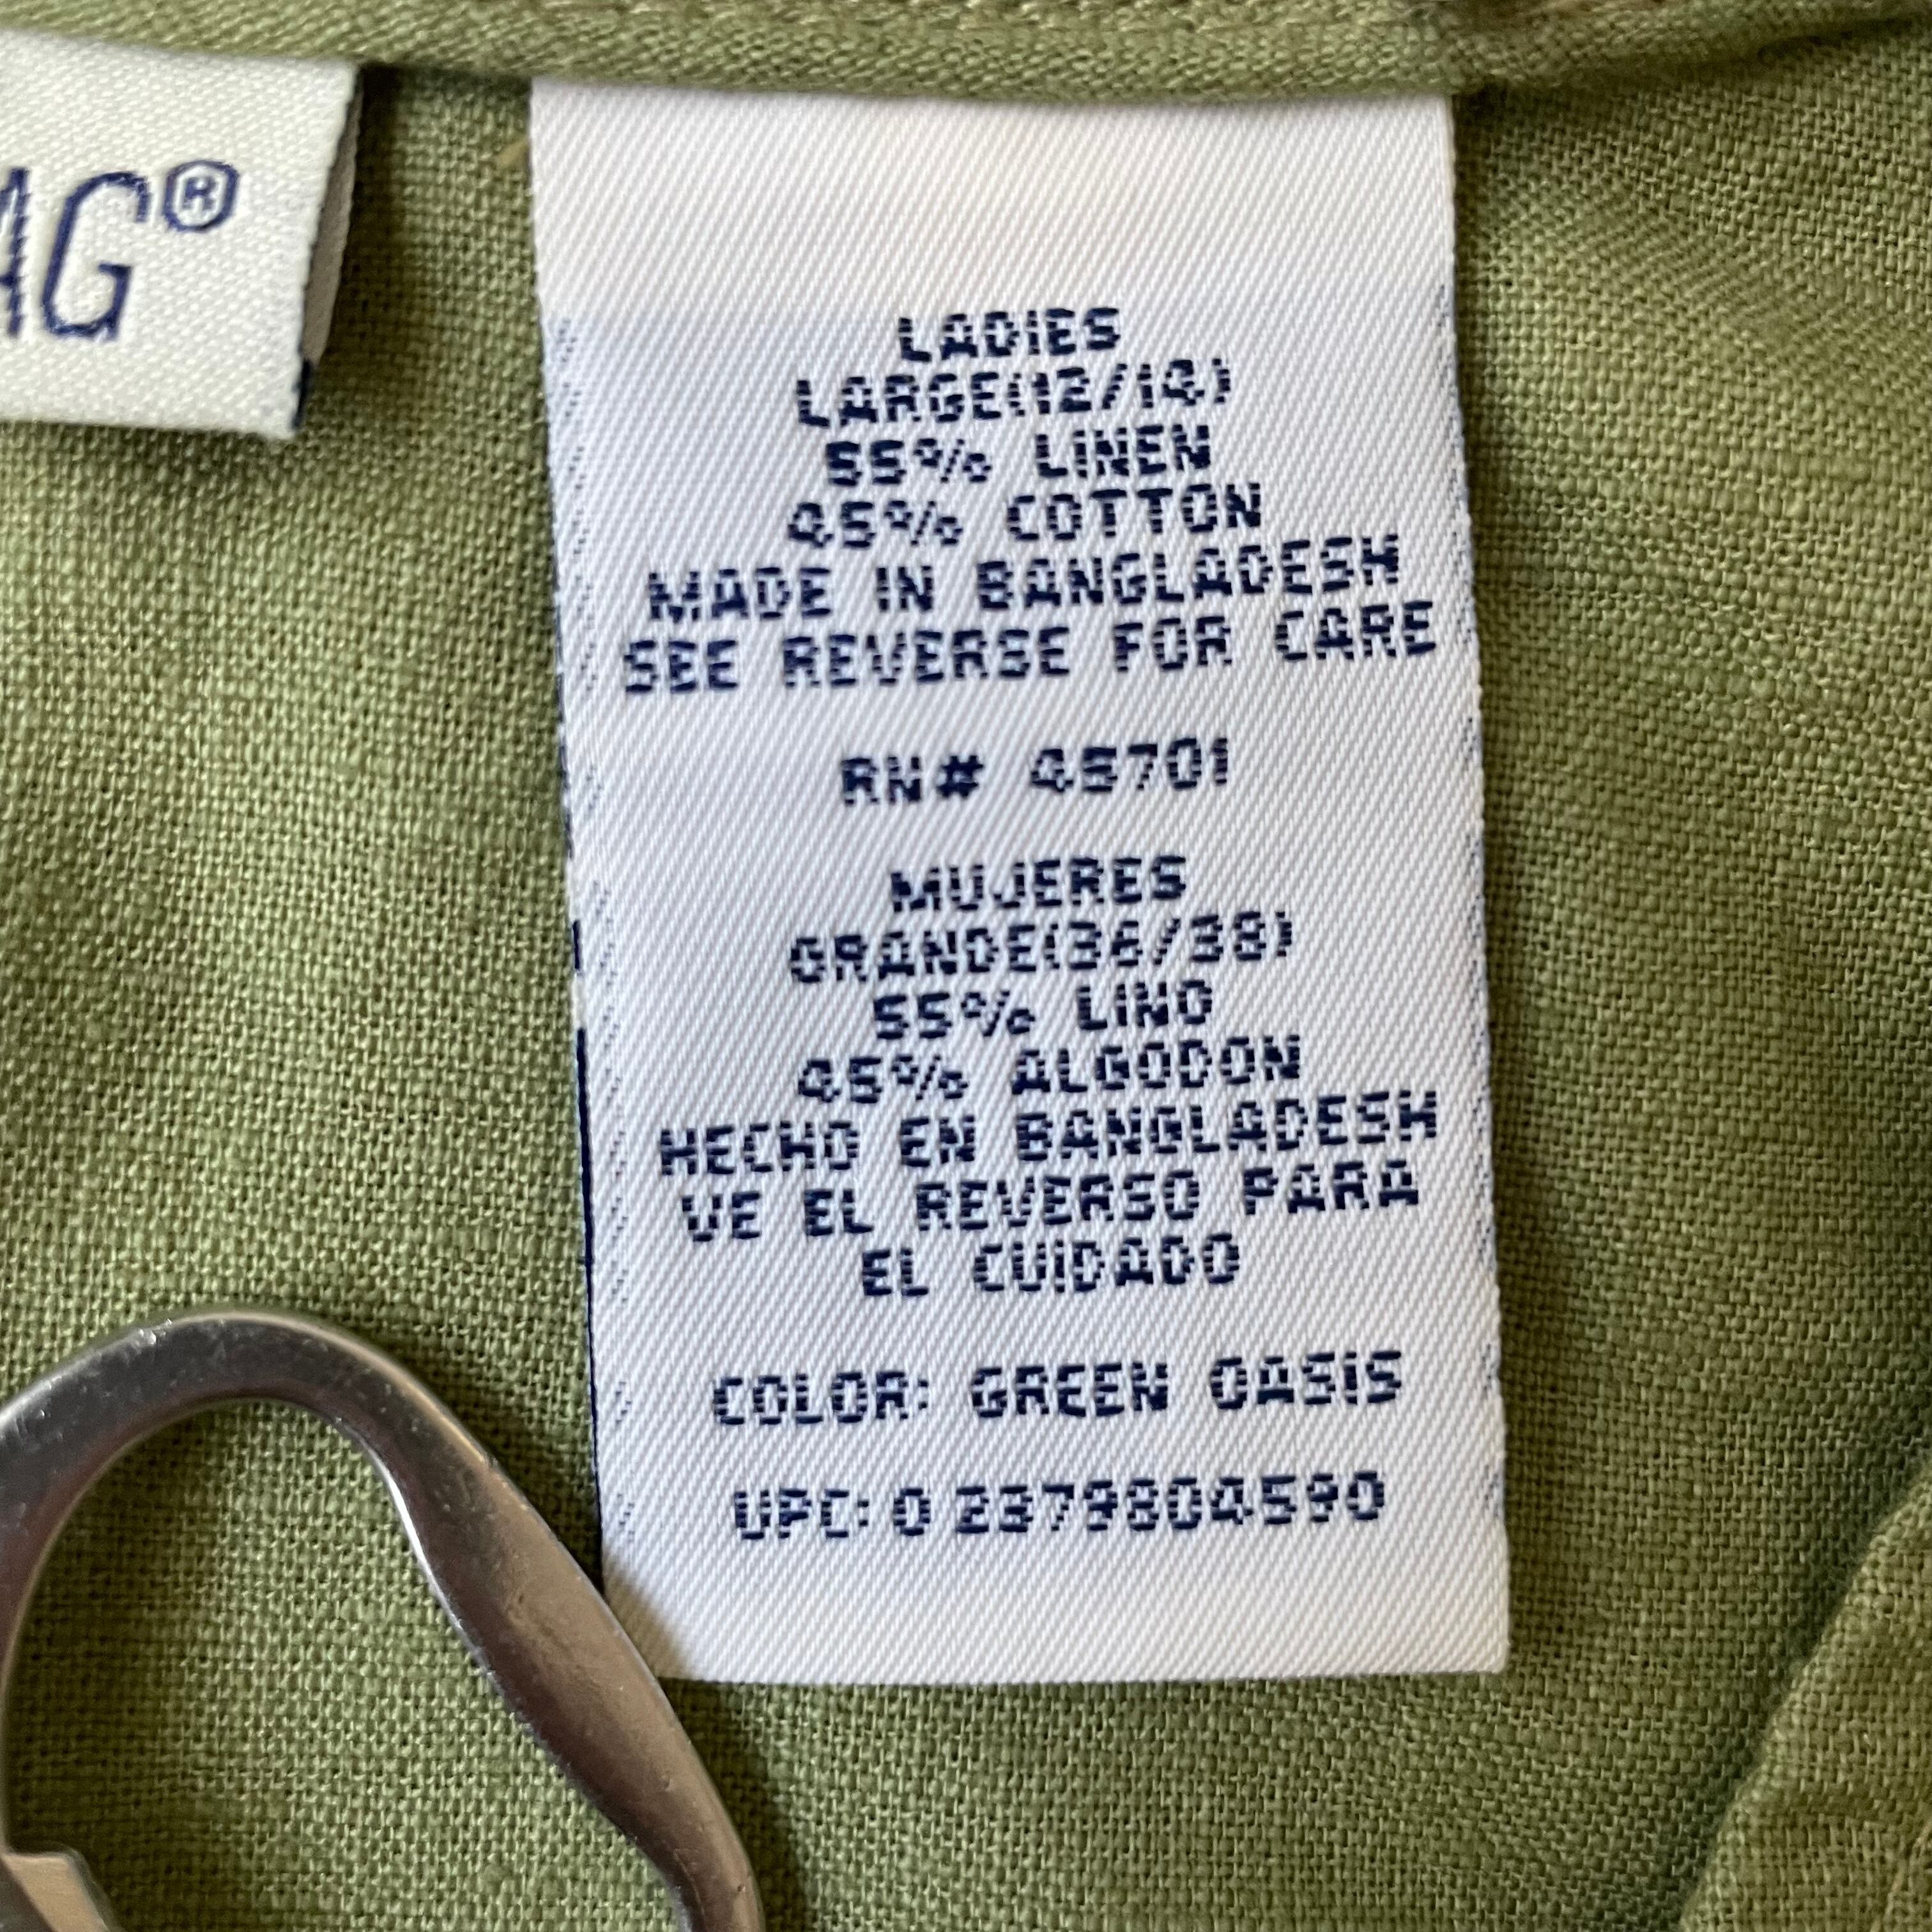 AG®
LADIES
LARGE(12/14)
55% LINEN
45% COTTON
MADE IN BANGLADESH
SEE REVERSE FOR CARE
RN# 45701
MUJERES
GRANDE(36/38)
55% LINO
45% ALGODON
HECHO EN BANGLADESH
VE EL REVERSO PARA
EL CUIDADO
COLOR: GREEN OASIS
UPC: 0 2379804590